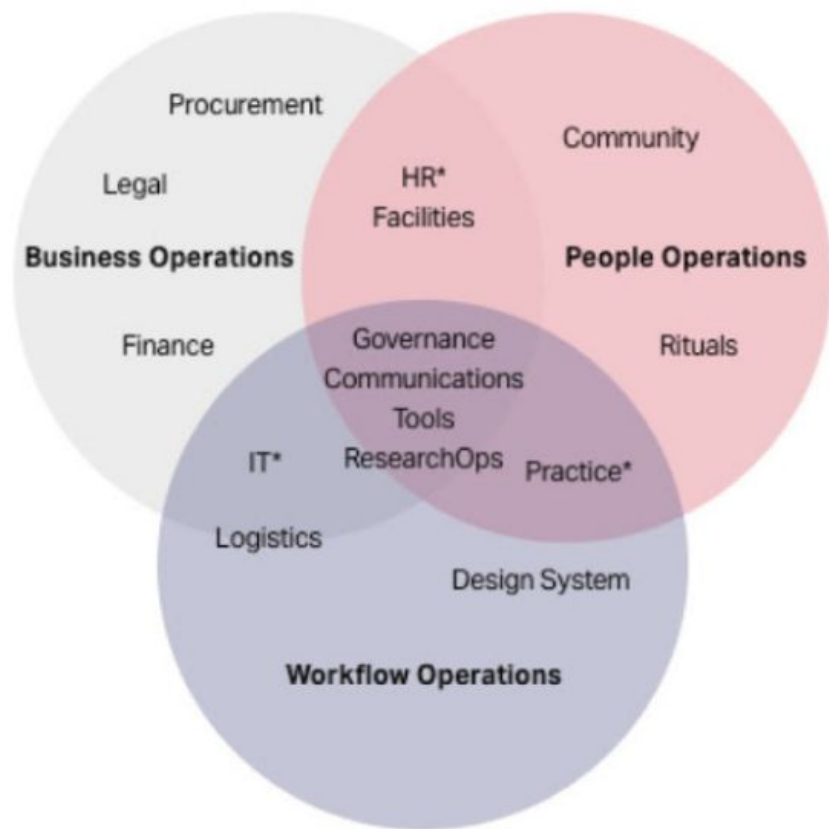 Procurement
Community
Legal
HR*
Facilities
Business Operations
People Operations
Finance
Governance
Communications
Tools
ResearchOps
Rituals
IT*
Practice*
Logistics
Design System
Workflow Operations